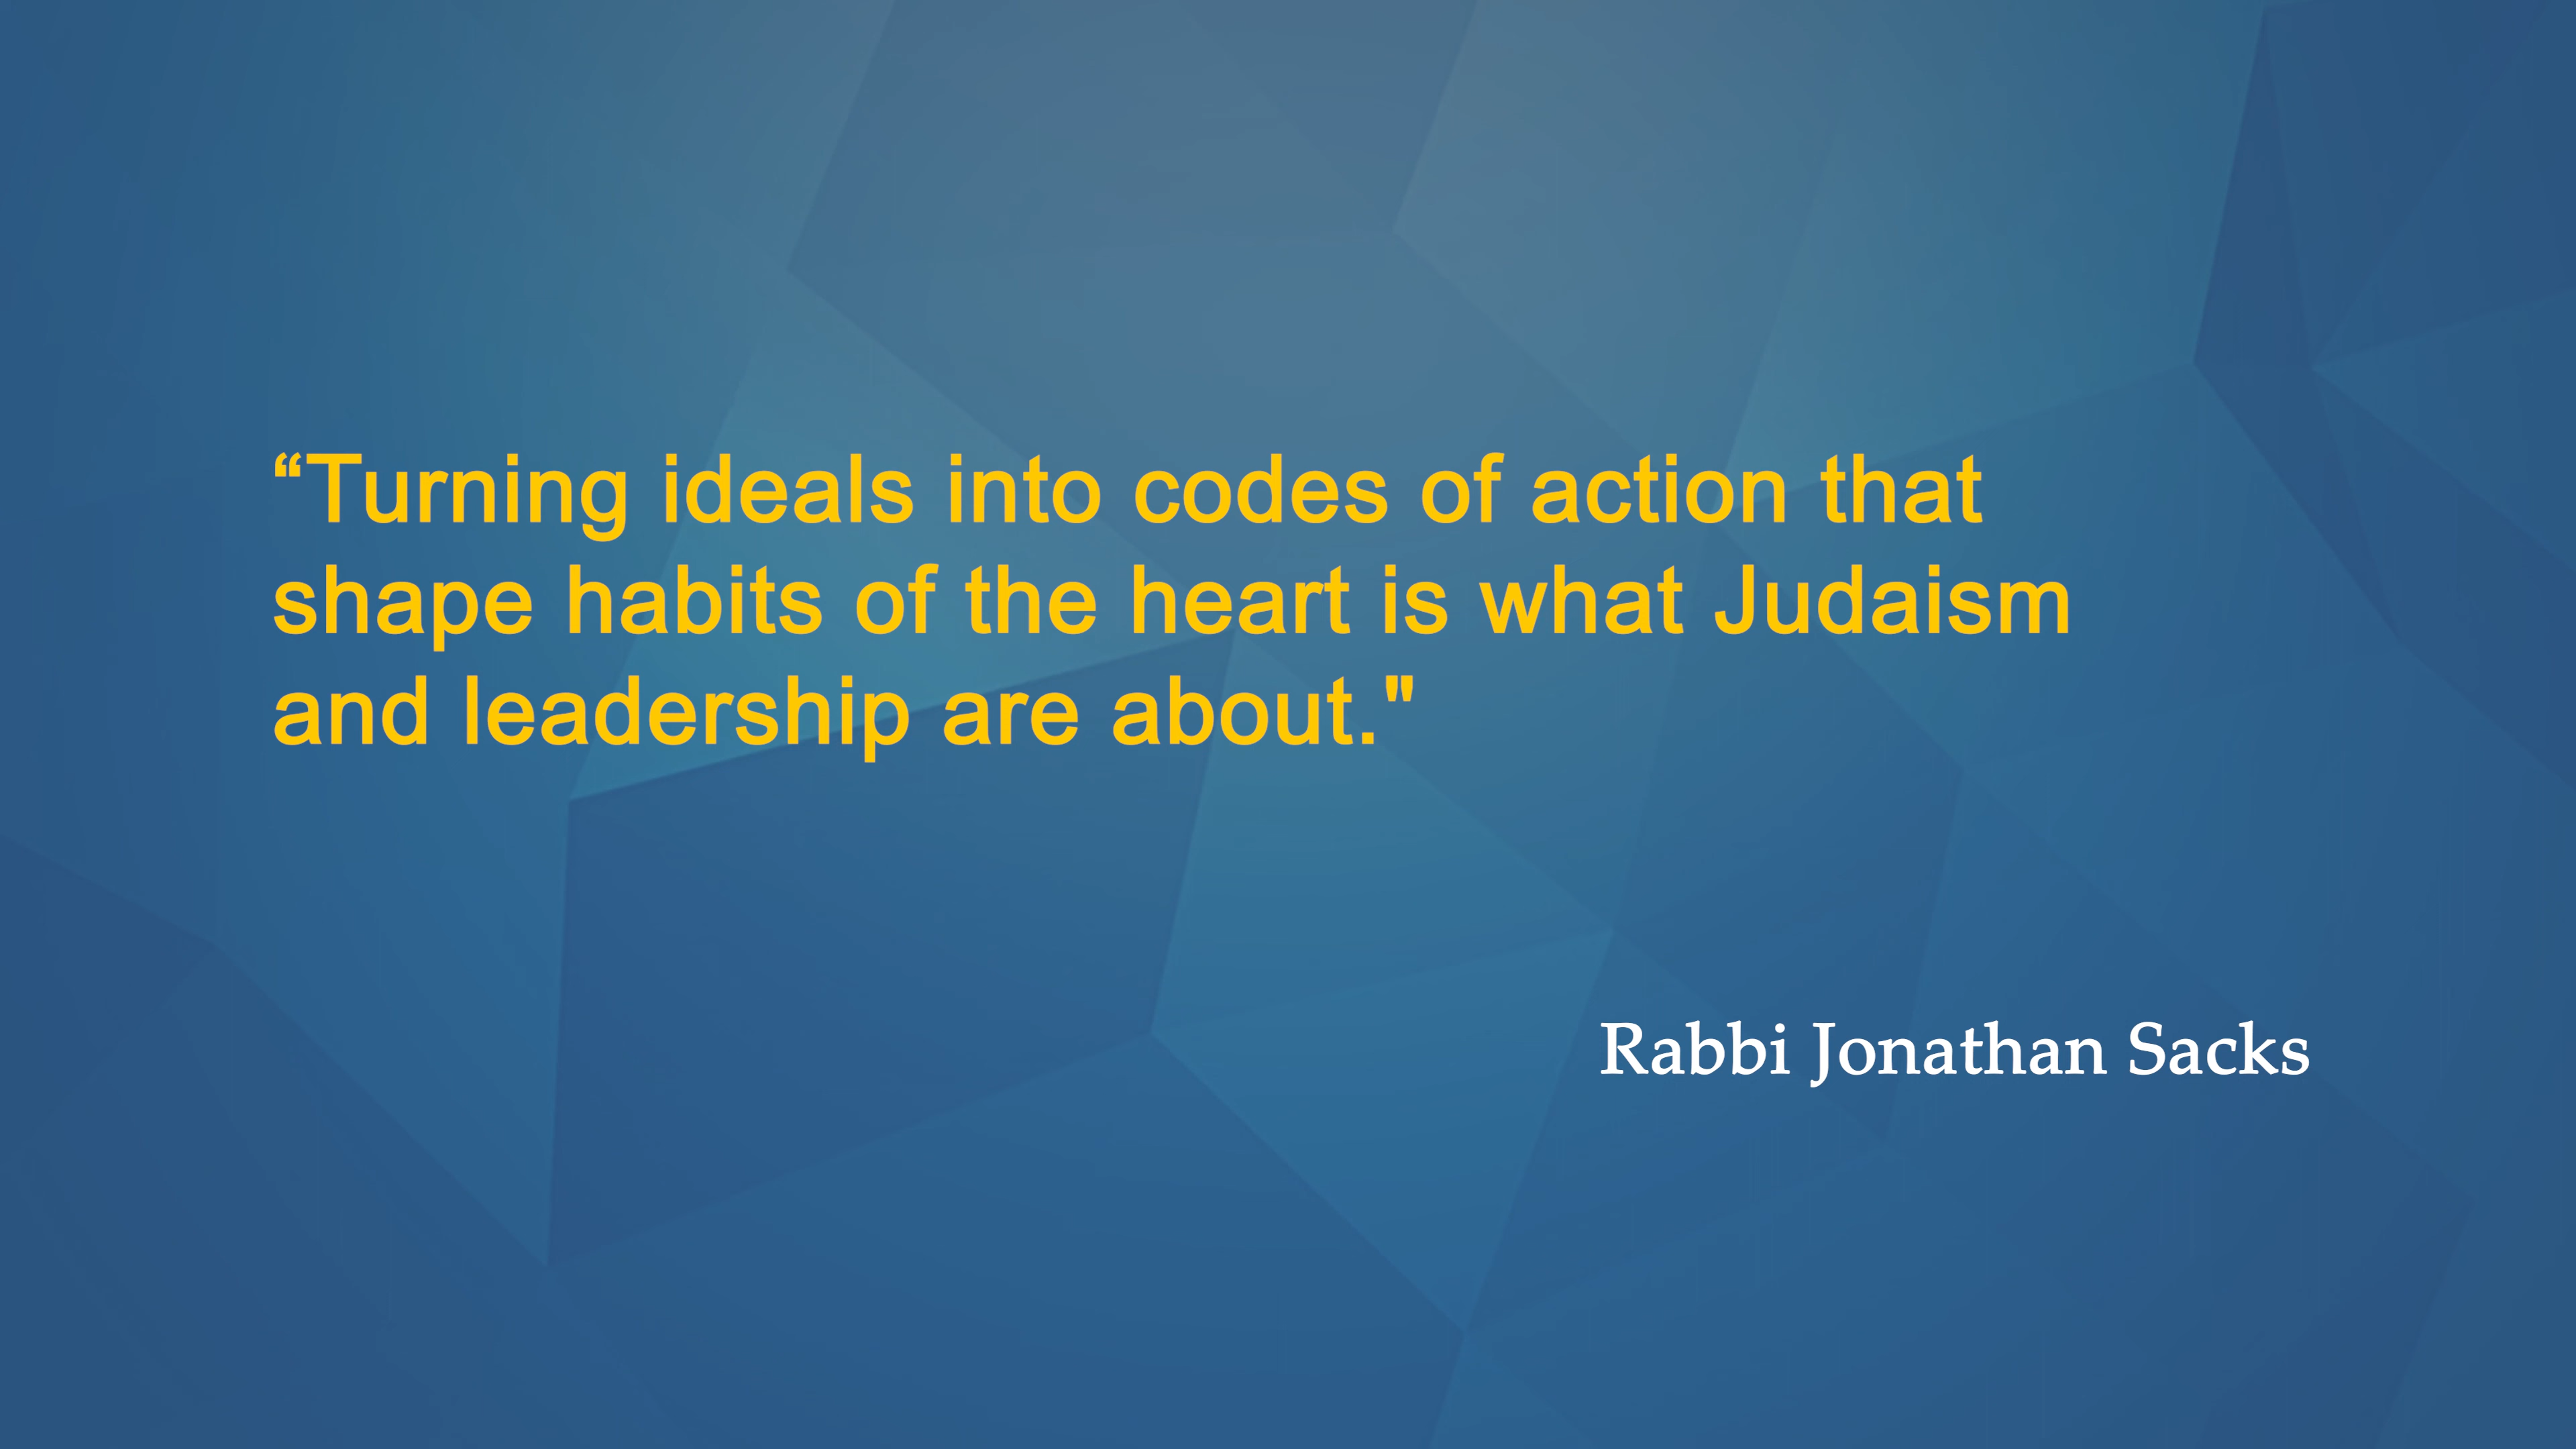 “Turning ideals into codes of action that
shape habits of the heart is what Judaism
and leadership are about."
Rabbi Jonathan Sacks